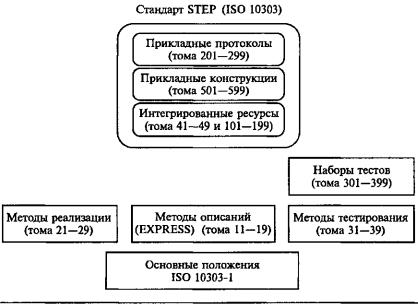 Стандарт STEP (ISO 10303)
Прикладные протоколы
(тома 201—299)
Прикладные конструкции
(тома 501—599)
Интегрированные ресурсы
(тома 41—49 и 101—199)
Наборы тестов
(тома 301—399)
Методы реализации
(тома 21—29)
Методы описаний
(EXPRESS) (тома 11—19)
Методы тестирования
(тома 31—39)
Основные положения
ISO 10303-1